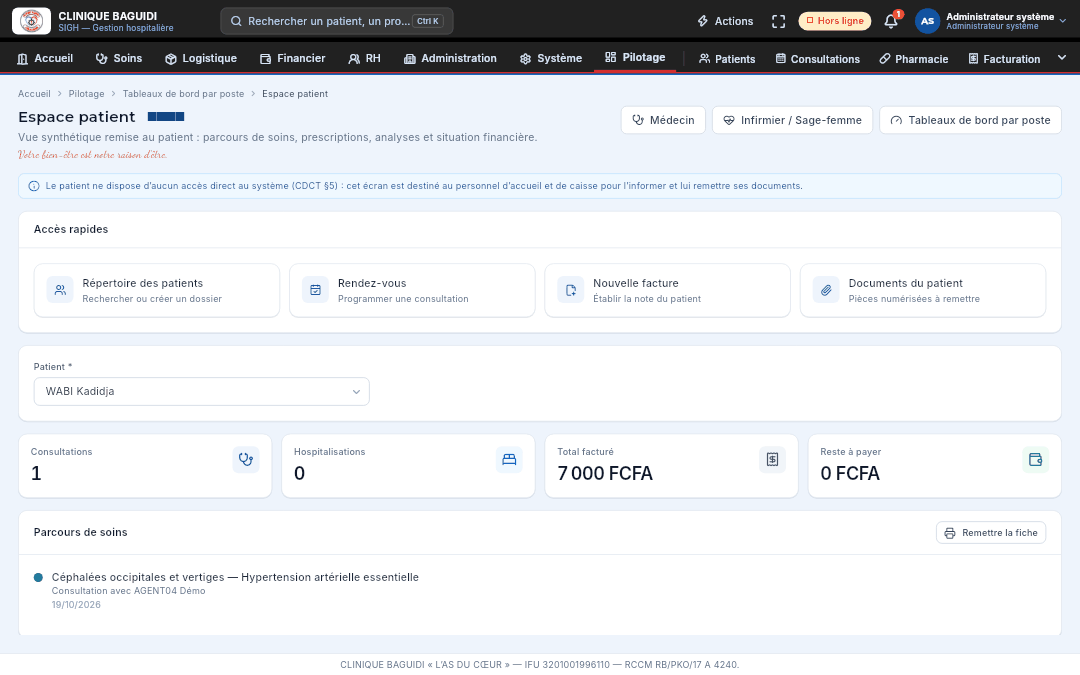 CLINIQUE BAGUIDI
SIGH — Gestion hospitalière
Rechercher un patient, un pro... Ctrl K
Actions
Hors ligne
1
AS
Administrateur système
Administrateur système
Accueil
Soins
Logistique
Financier
RH
Administration
Système
Pilotage
Patients
Consultations
Pharmacie
Facturation
Accueil > Pilotage > Tableaux de bord par poste > Espace patient
Espace patient
Médecin
Infirmier / Sage-femme
Tableaux de bord par poste
Vue synthétique remise au patient : parcours de soins, prescriptions, analyses et situation financière.
Votre bien-être est notre raison d'être.
Le patient ne dispose d'aucun accès direct au système (CDCT §5) : cet écran est destiné au personnel d'accueil et de caisse pour l'informer et lui remettre ses documents.
Accès rapides
Répertoire des patients
Rechercher ou créer un dossier
Rendez-vous
Programmer une consultation
Nouvelle facture
Établir la note du patient
Documents du patient
Pièces numérisées à remettre
Patient *
WABI Kadidja
Consultations
1
Hospitalisations
0
Total facturé
7 000 FCFA
Reste à payer
0 FCFA
Parcours de soins
Remettre la fiche
Céphalées occipitales et vertiges — Hypertension artérielle essentielle
Consultation avec AGENT04 Démo
19/10/2026
CLINIQUE BAGUIDI « L'AS DU CŒUR » — IFU 3201001996110 — RCCM RB/PKO/17 A 4240.